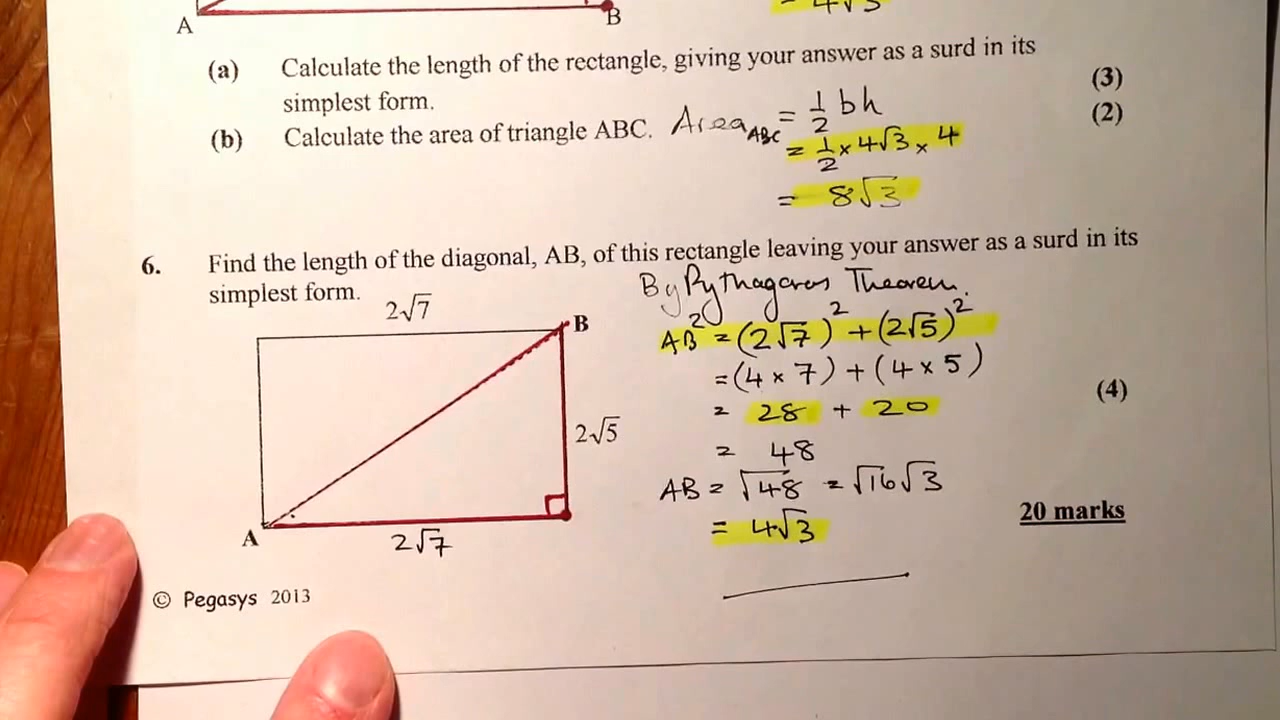 = 4√3
A
B
(a) Calculate the length of the rectangle, giving your answer as a surd in its
simplest form.
(3)
(b) Calculate the area of triangle ABC.
(2)
Area ABC = 1/2 bh
= 1/2 × 4√3 × 4
= 8√3
6. Find the length of the diagonal, AB, of this rectangle leaving your answer as a surd in its
simplest form.
2√7
B
2√5
A
2√7
By Pythagoras Theorem.
AB² = (2√7)² + (2√5)²
= (4 × 7) + (4 × 5)
= 28 + 20
= 48
AB = √48 = √16√3
= 4√3
(4)
20 marks
© Pegasys 2013